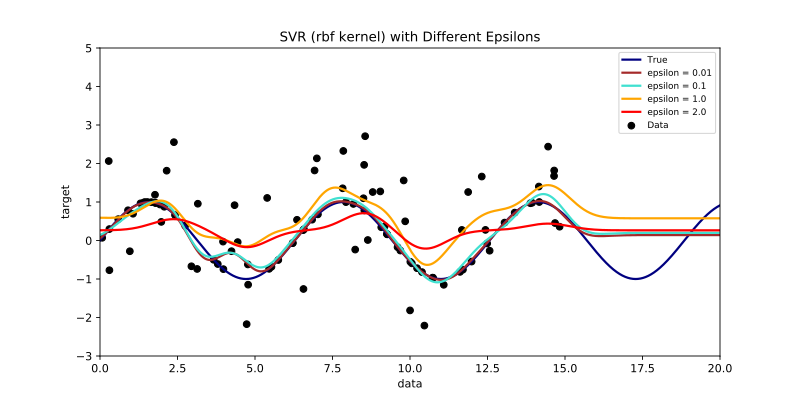 SVR (rbf kernel) with Different Epsilons
5
4
3
2
1
0
−1
−2
−3
target
True
epsilon = 0.01
epsilon = 0.1
epsilon = 1.0
epsilon = 2.0
Data
0.0 2.5 5.0 7.5 10.0 12.5 15.0 17.5 20.0
data